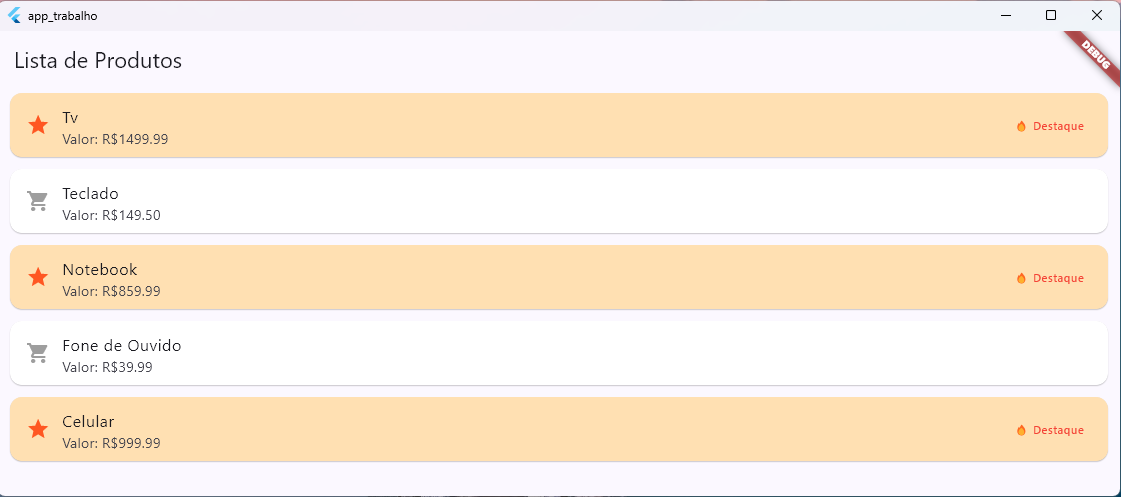 app_trabalho
DEBUG
Lista de Produtos
Tv
Valor: R$1499.99
Destaque
Teclado
Valor: R$149.50
Notebook
Valor: R$859.99
Destaque
Fone de Ouvido
Valor: R$39.99
Celular
Valor: R$999.99
Destaque